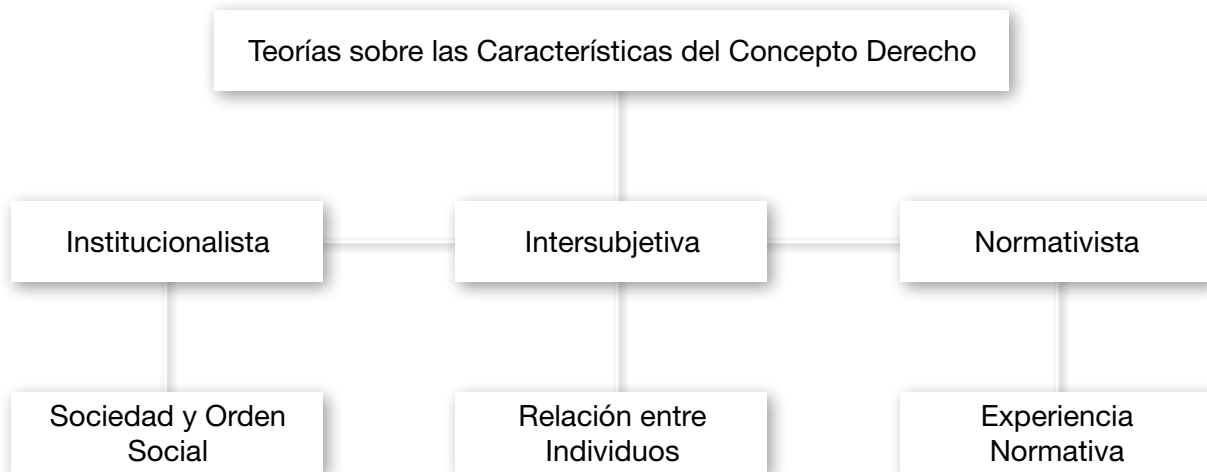 Teorías sobre las Características del Concepto Derecho
Institucionalista
Intersubjetiva
Normativista
Sociedad y Orden
Social
Relación entre
Individuos
Experiencia
Normativa